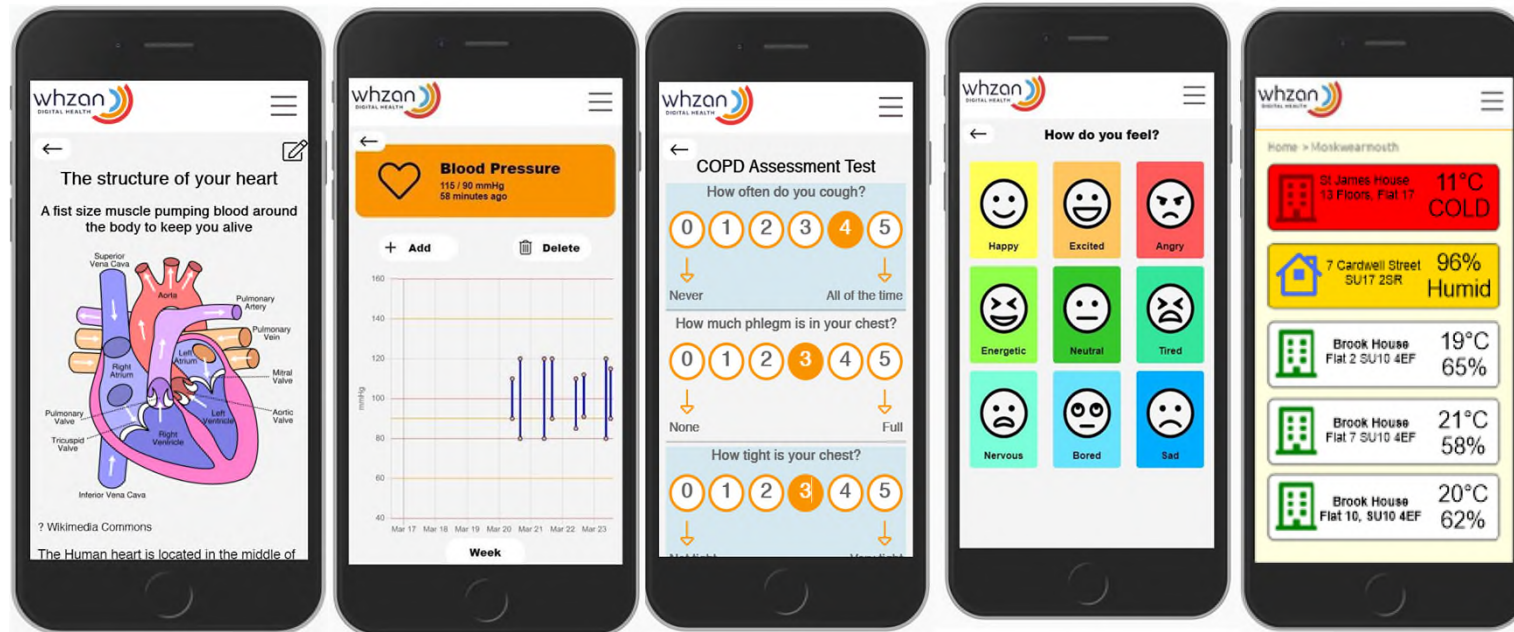 whzan
DIGITAL HEALTH
The structure of your heart
A fist size muscle pumping blood around
the body to keep you alive
Superior
Vena Cava
Aorta
Pulmonary
Artery
Pulmonary
Vein
Left
Atrium
Right
Atrium
Mitral
Valve
Pulmonary
Valve
Aortic
Valve
Left
Ventricle
Tricuspid
Valve
Right
Ventricle
Inferior Vena Cava
? Wikimedia Commons
The Human heart is located in the middle of
whzan
DIGITAL HEALTH
Blood Pressure
115 / 90 mmHg
58 minutes ago
+ Add
Delete
mmHg
160
140
120
100
80
60
40
Mar 17 Mar 18 Mar 19 Mar 20 Mar 21 Mar 22 Mar 23
Week
whzan
DIGITAL HEALTH
COPD Assessment Test
How often do you cough?
0 1 2 3 4 5
Never All of the time
How much phlegm is in your chest?
0 1 2 3 4 5
None Full
How tight is your chest?
0 1 2 3 4 5
Not tight Very tight
whzan
DIGITAL HEALTH
How do you feel?
Happy Excited Angry
Energetic Neutral Tired
Nervous Bored Sad
whzan
DIGITAL HEALTH
Home > Monkwearmouth
St James House 11°C
13 Floors, Flat 17 COLD
7 Cardwell Street 96%
SU17 2SR Humid
Brook House 19°C
Flat 2 SU10 4EF 65%
Brook House 21°C
Flat 7 SU10 4EF 58%
Brook House 20°C
Flat 10, SU10 4EF 62%